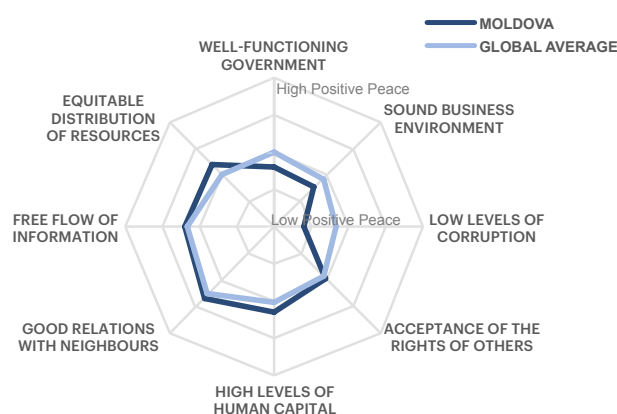 MOLDOVA
GLOBAL AVERAGE
WELL-FUNCTIONING
GOVERNMENT
High Positive Peace
EQUITABLE
DISTRIBUTION
OF RESOURCES
SOUND BUSINESS
ENVIRONMENT
FREE FLOW OF
INFORMATION
Low Positive Peace
LOW LEVELS OF
CORRUPTION
GOOD RELATIONS
WITH NEIGHBOURS
ACCEPTANCE OF THE
RIGHTS OF OTHERS
HIGH LEVELS OF
HUMAN CAPITAL